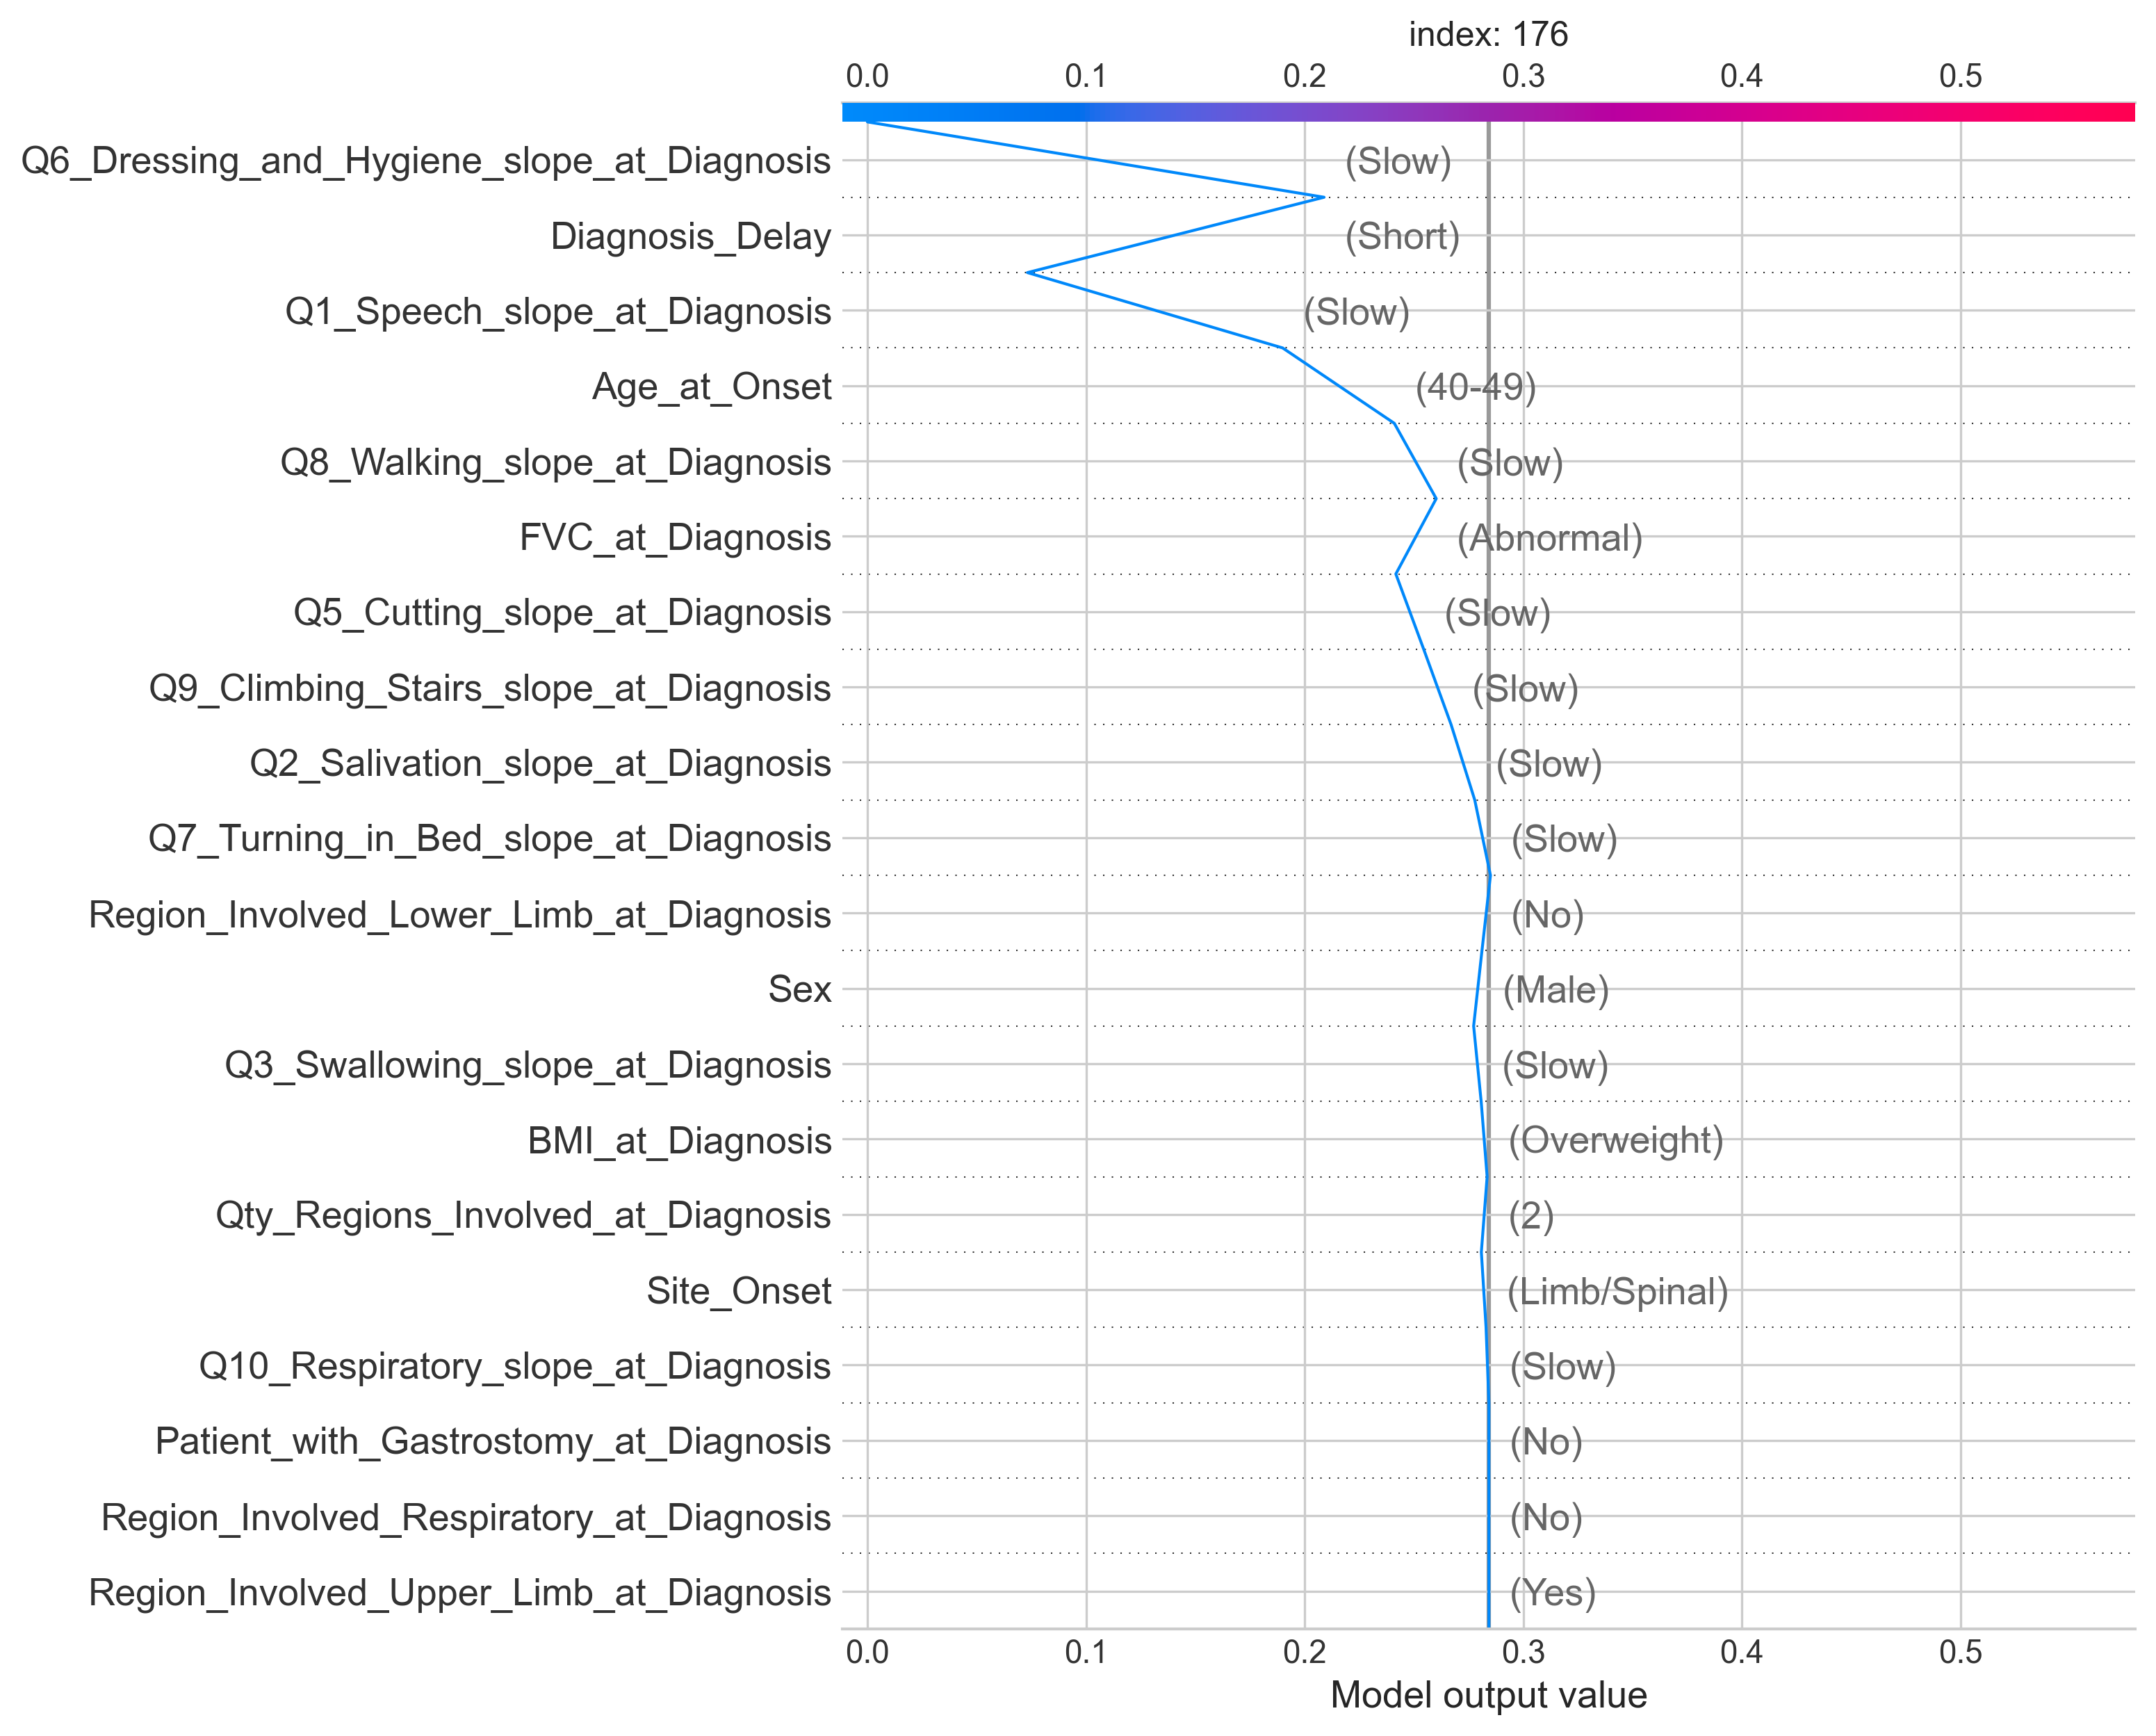 index: 176
0.0 0.1 0.2 0.3 0.4 0.5
Q6_Dressing_and_Hygiene_slope_at_Diagnosis (Slow)
Diagnosis_Delay (Short)
Q1_Speech_slope_at_Diagnosis (Slow)
Age_at_Onset (40-49)
Q8_Walking_slope_at_Diagnosis (Slow)
FVC_at_Diagnosis (Abnormal)
Q5_Cutting_slope_at_Diagnosis (Slow)
Q9_Climbing_Stairs_slope_at_Diagnosis (Slow)
Q2_Salivation_slope_at_Diagnosis (Slow)
Q7_Turning_in_Bed_slope_at_Diagnosis (Slow)
Region_Involved_Lower_Limb_at_Diagnosis (No)
Sex (Male)
Q3_Swallowing_slope_at_Diagnosis (Slow)
BMI_at_Diagnosis (Overweight)
Qty_Regions_Involved_at_Diagnosis (2)
Site_Onset (Limb/Spinal)
Q10_Respiratory_slope_at_Diagnosis (Slow)
Patient_with_Gastrostomy_at_Diagnosis (No)
Region_Involved_Respiratory_at_Diagnosis (No)
Region_Involved_Upper_Limb_at_Diagnosis (Yes)
0.0 0.1 0.2 0.3 0.4 0.5
Model output value